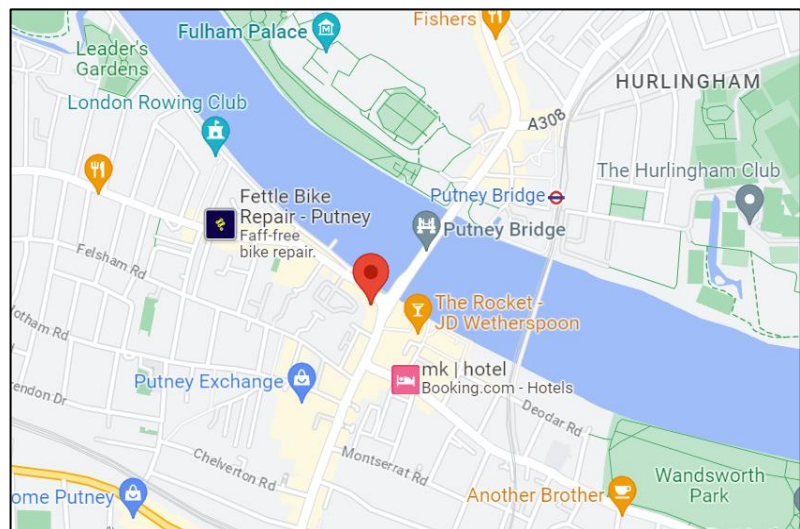 Fishers
Fulham Palace
Leader's
Gardens
HURLINGHAM
London Rowing Club
A308
The Hurlingham Club
Fettle Bike
Repair - Putney
Faff-free
bike repair.
Putney Bridge
Putney Bridge
Felsham Rd
The Rocket -
JD Wetherspoon
otham Rd
Putney Exchange
mk | hotel
Booking.com - Hotels
endon Dr
Deodar Rd
Chelverton Rd
Montserrat Rd
Wandsworth
Park
ome Putney
Another Brother